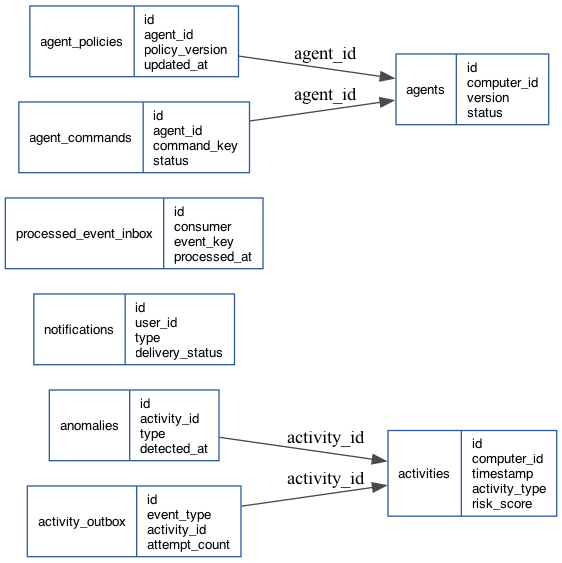 agent_policies
id
agent_id
policy_version
updated_at
agent_id
agents
id
computer_id
version
status
agent_commands
id
agent_id
command_key
status
agent_id
processed_event_inbox
id
consumer
event_key
processed_at
notifications
id
user_id
type
delivery_status
anomalies
id
activity_id
type
detected_at
activity_id
activities
id
computer_id
timestamp
activity_type
risk_score
activity_outbox
id
event_type
activity_id
attempt_count
activity_id